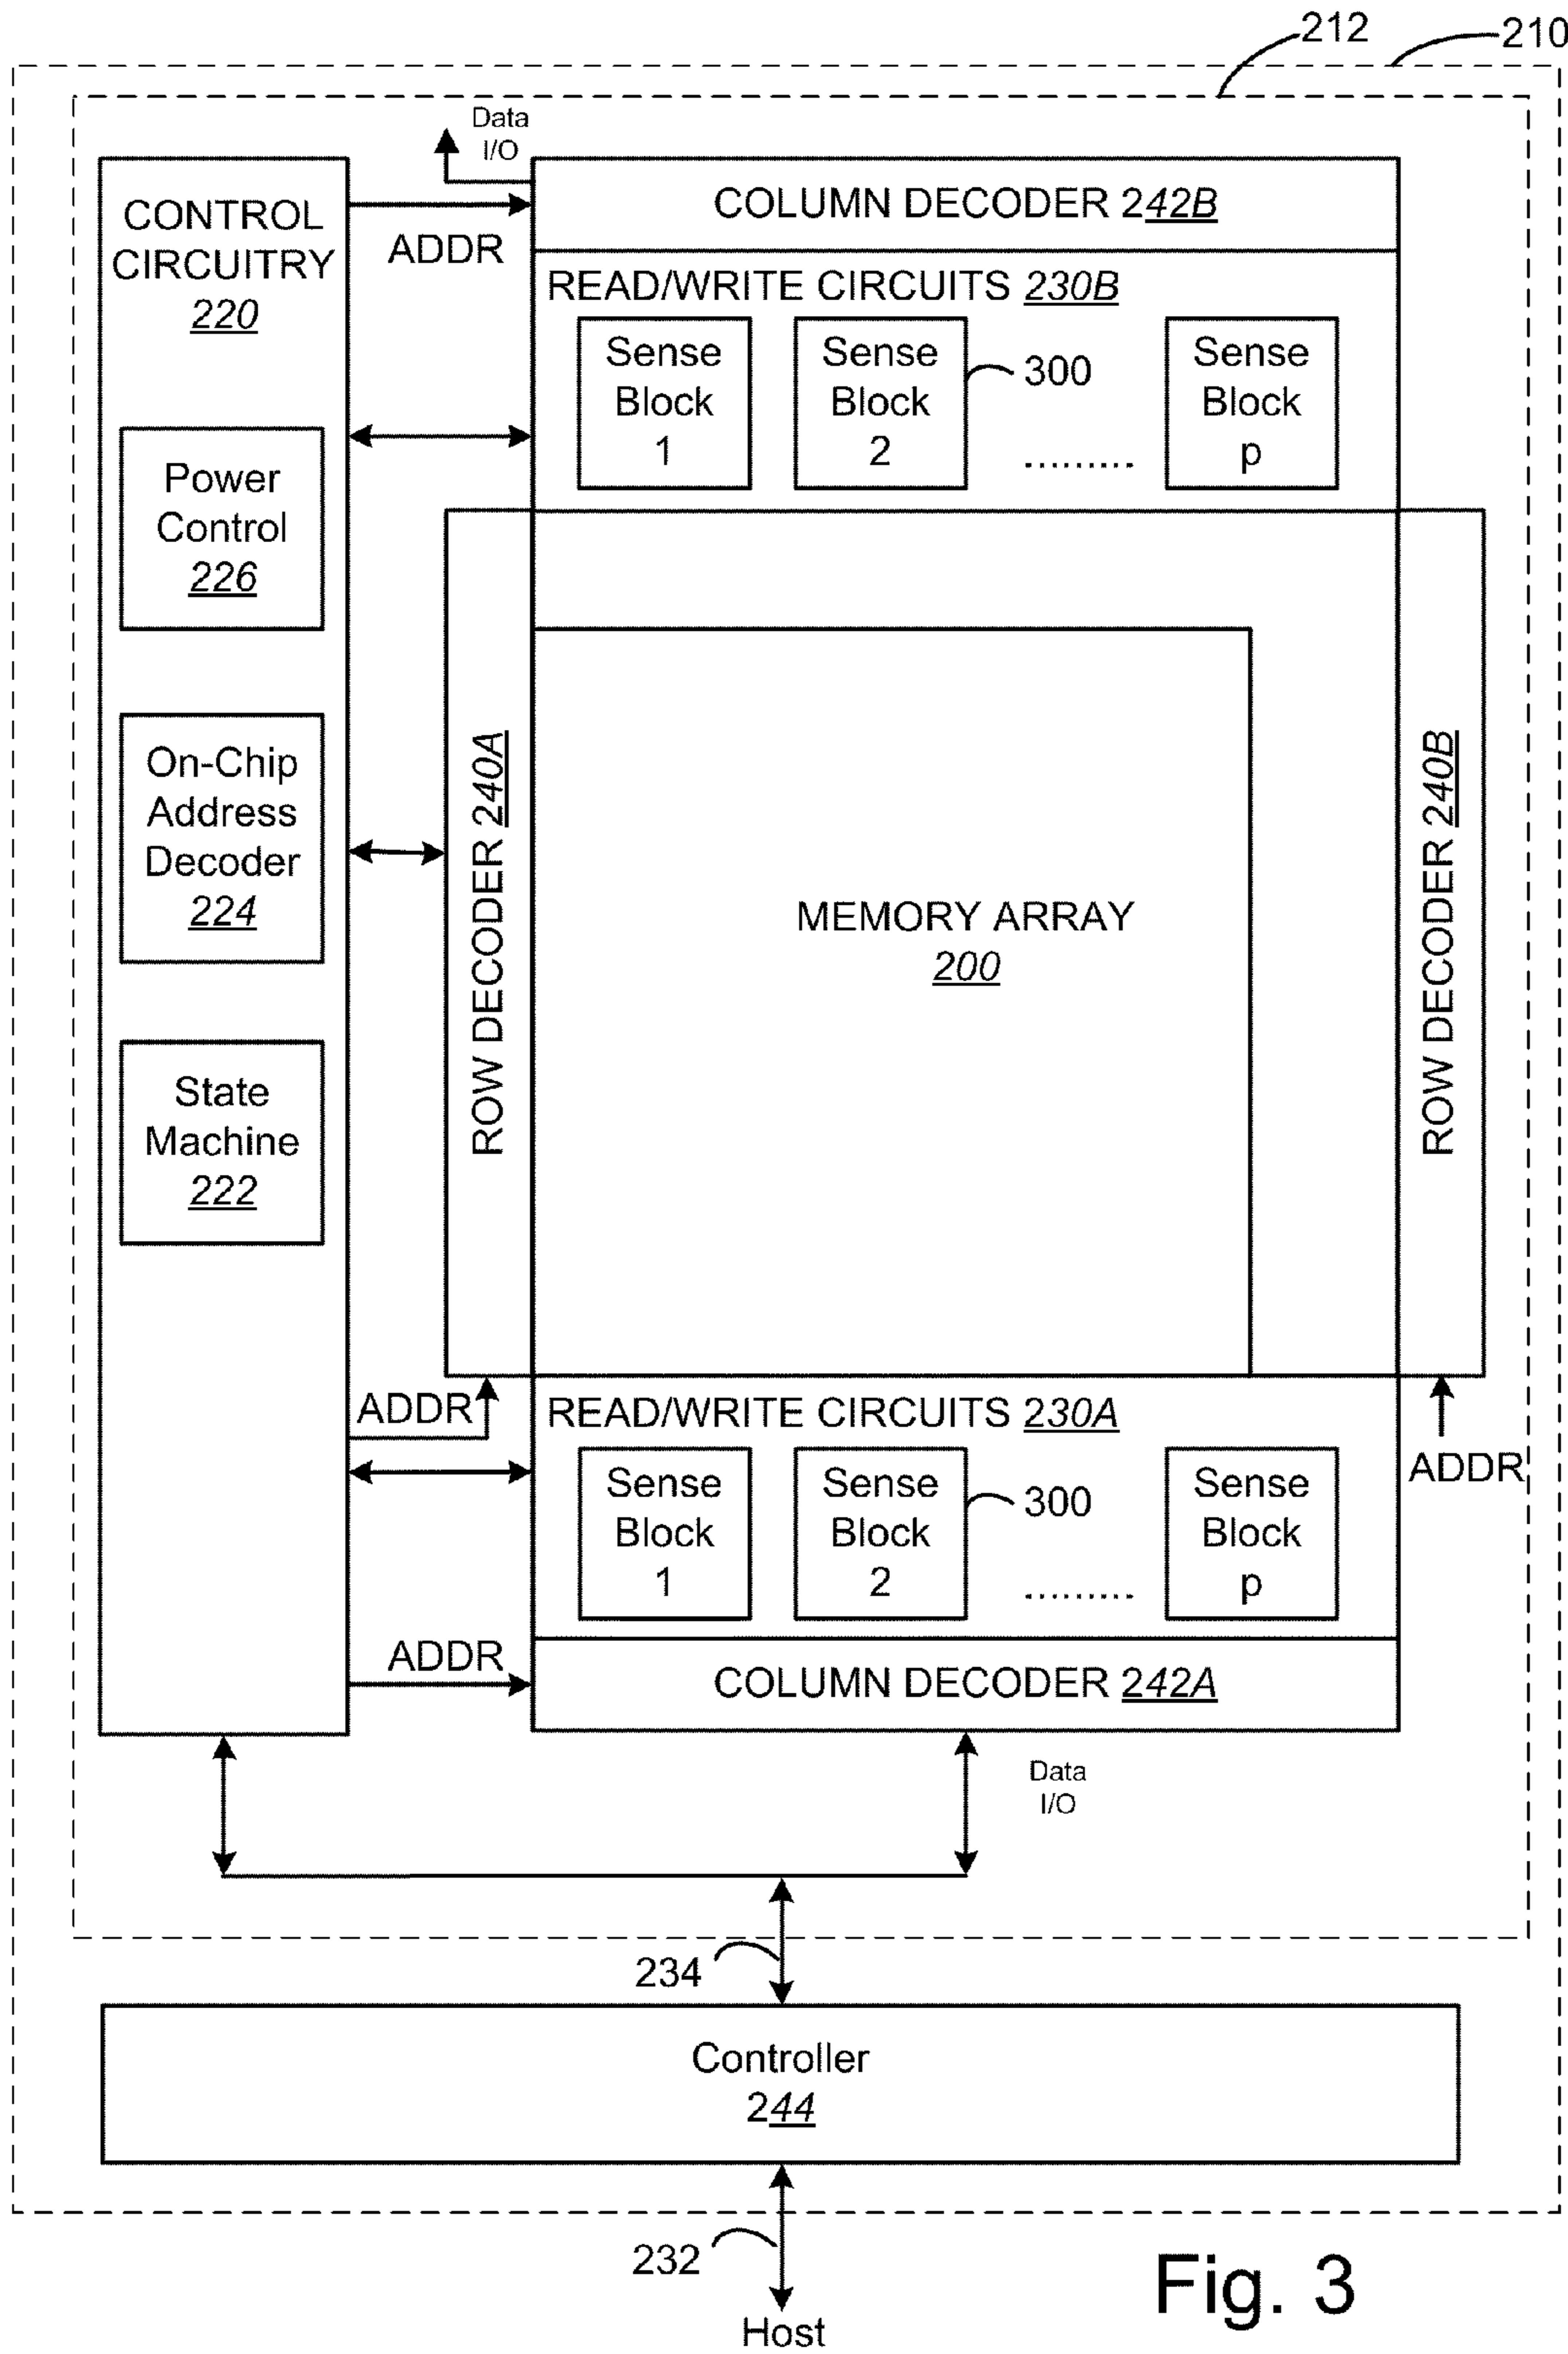 212
210
Data
I/O
CONTROL
CIRCUITRY
220
ADDR
COLUMN DECODER 242B
READ/WRITE CIRCUITS 230B
Sense
Block
1
Sense
Block
2
300
.........
Sense
Block
p
Power
Control
226
On-Chip
Address
Decoder
224
State
Machine
222
ROW DECODER 240A
MEMORY ARRAY
200
ROW DECODER 240B
ADDR
READ/WRITE CIRCUITS 230A
Sense
Block
1
Sense
Block
2
300
.........
Sense
Block
p
ADDR
ADDR
COLUMN DECODER 242A
Data
I/O
234
Controller
244
232
Host
Fig. 3